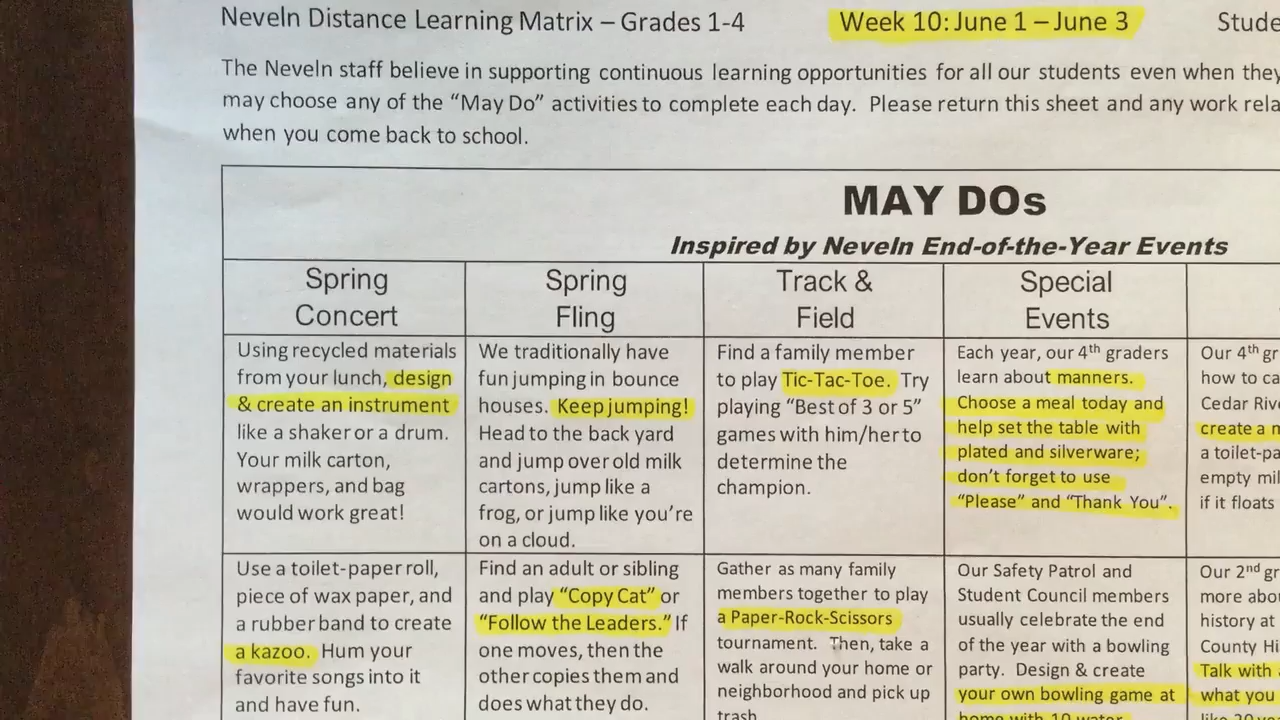 Neveln Distance Learning Matrix – Grades 1-4 Week 10: June 1 – June 3
The Neveln staff believe in supporting continuous learning opportunities for all our students even when they
may choose any of the “May Do” activities to complete each day. Please return this sheet and any work
when you come back to school.
MAY DOs
Inspired by Neveln End-of-the-Year Events
Spring
Concert
Spring
Fling
Track &
Field
Special
Events
Using recycled materials
from your lunch, design
& create an instrument
like a shaker or a drum.
Your milk carton,
wrappers, and bag
would work great!
We traditionally have
fun jumping in bounce
houses. Keep jumping!
Head to the back yard
and jump over old milk
cartons, jump like a
frog, or jump like you’re
on a cloud.
Find a family member
to play Tic-Tac-Toe. Try
playing “Best of 3 or 5”
games with him/her to
determine the
champion.
Each year, our 4th graders
learn about manners.
Choose a meal today and
help set the table with
plated and silverware;
don’t forget to use
“Please” and “Thank You”.
Our 4th
how to
Cedar
create a
a
empty
if it floats
Use a toilet-paper roll,
piece of wax paper, and
a rubber band to create
a kazoo. Hum your
favorite songs into it
and have fun.
Find an adult or sibling
and play “Copy Cat” or
“Follow the Leaders.” If
one moves, then the
other copies them and
does what they do.
Gather as many family
members together to play
a Paper-Rock-Scissors
tournament. Then, take a
walk around your home or
neighborhood and pick up
trash
Our Safety Patrol and
Student Council members
usually celebrate the end
of the year with a bowling
party. Design & create
your own bowling game at
home with 10 water
Our 2nd
more
history at
County
Talk with
what you